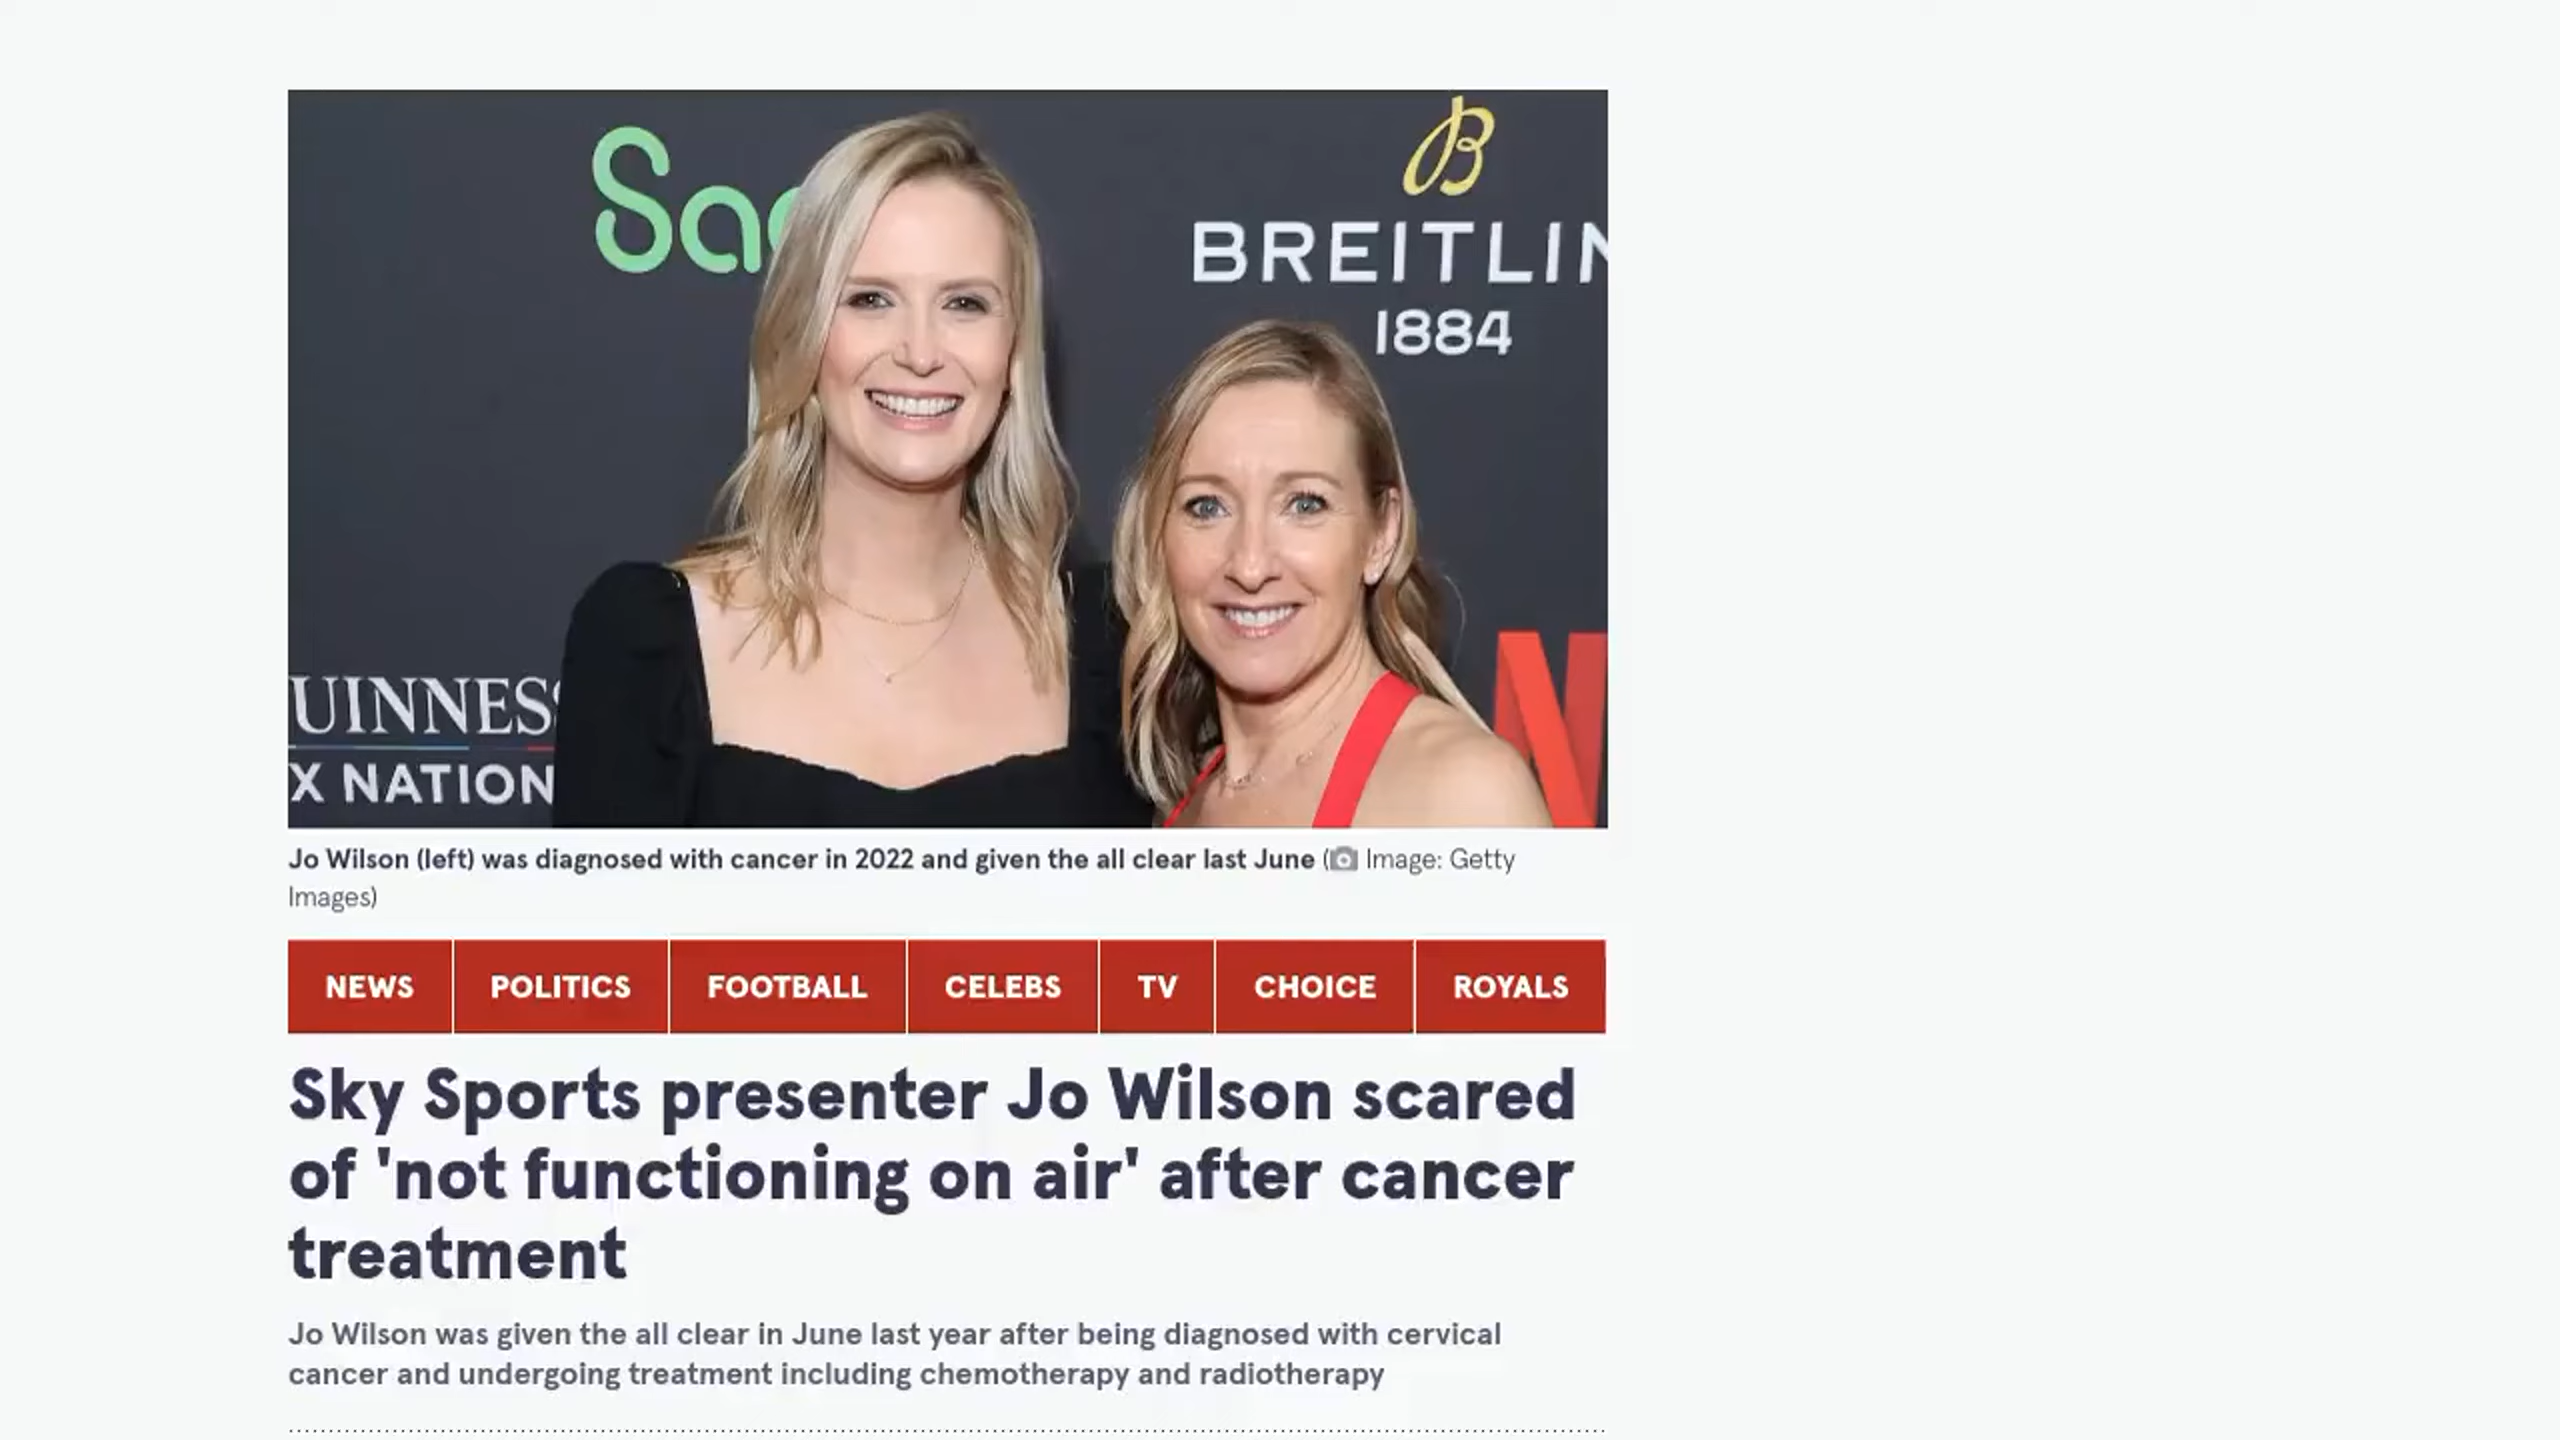 Sa
B
BREITLIN
1884
UINNESS
X NATION
Jo Wilson (left) was diagnosed with cancer in 2022 and given the all clear last June (Image: Getty
Images)
NEWS POLITICS FOOTBALL CELEBS TV CHOICE ROYALS
Sky Sports presenter Jo Wilson scared
of 'not functioning on air' after cancer
treatment
Jo Wilson was given the all clear in June last year after being diagnosed with cervical
cancer and undergoing treatment including chemotherapy and radiotherapy